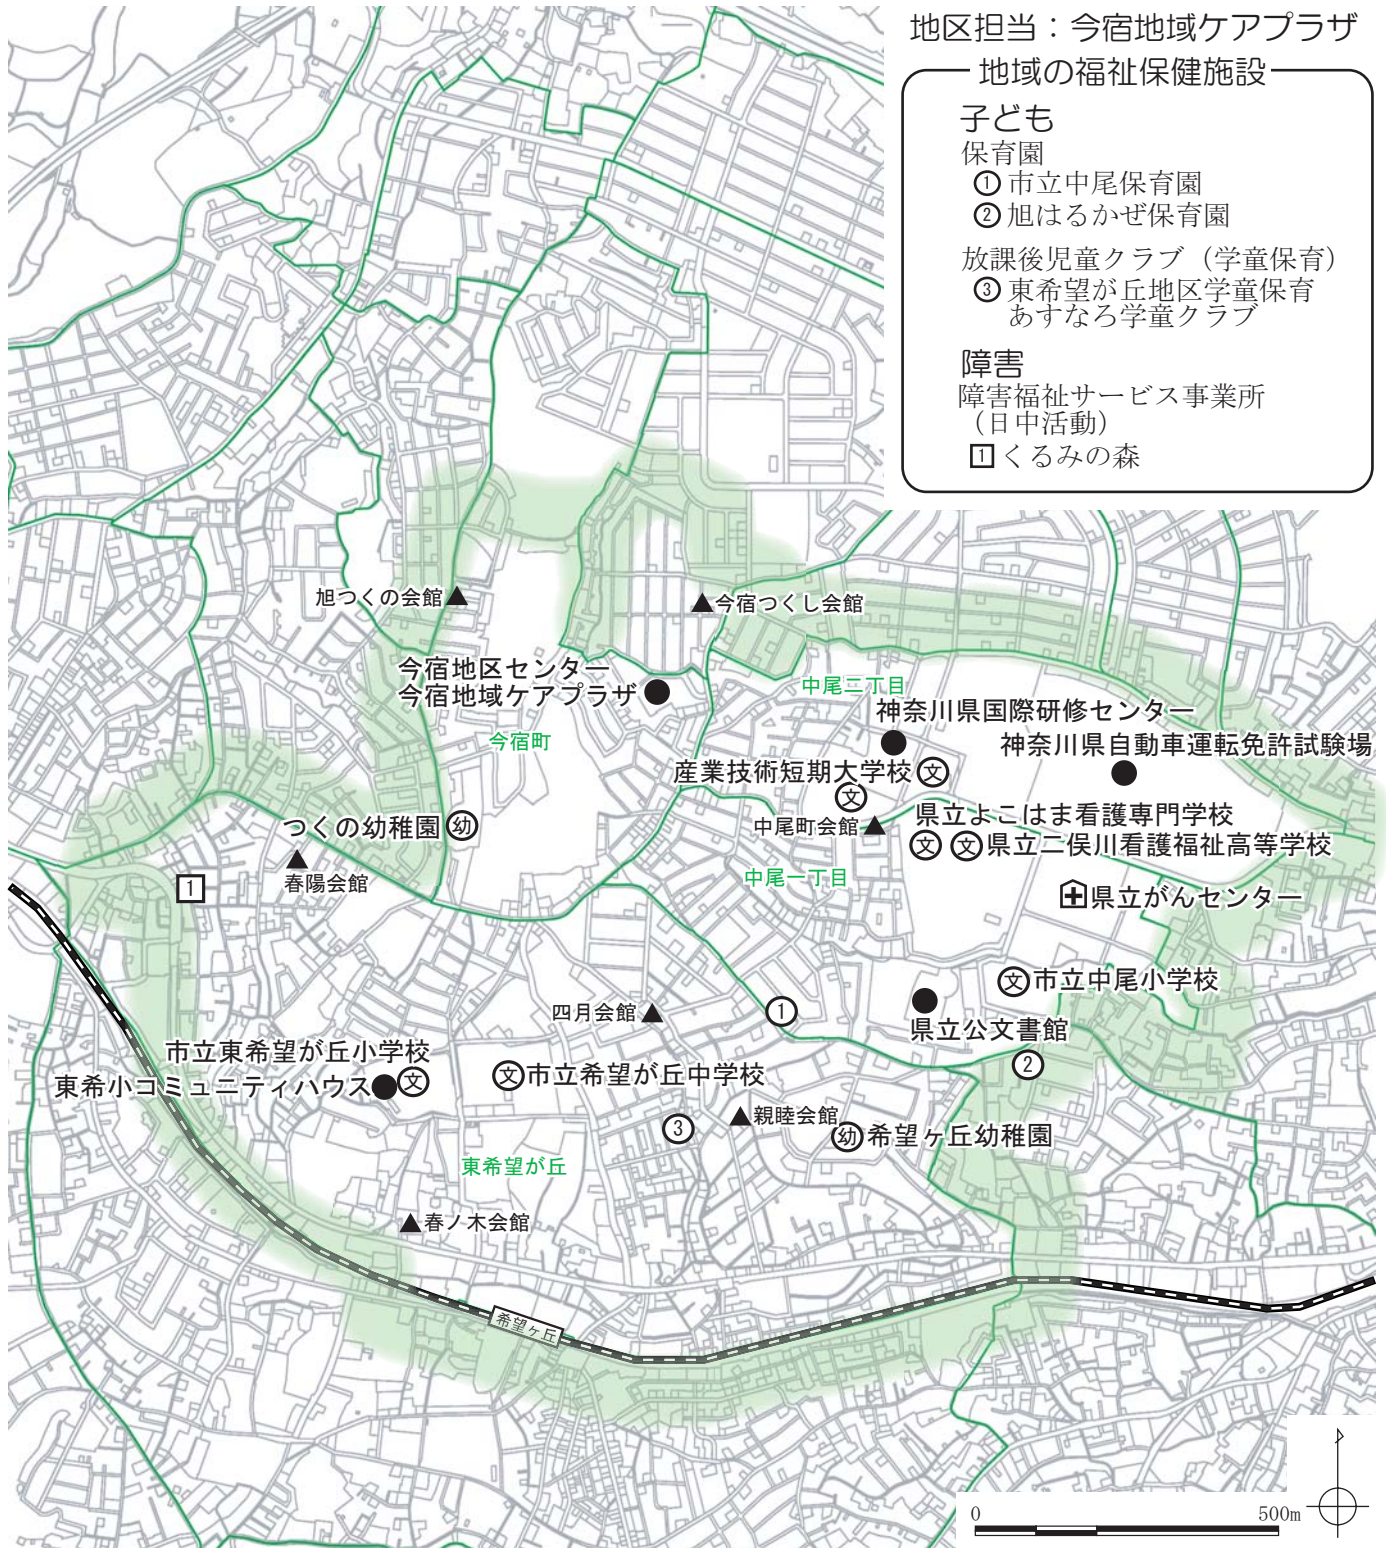 地区担当：今宿地域ケアプラザ
地域の福祉保健施設
子ども
保育園
① 市立中尾保育園
② 旭はるかぜ保育園
放課後児童クラブ（学童保育）
③ 東希望が丘地区学童保育
あすなろ学童クラブ
障害
障害福祉サービス事業所
（日中活動）
1 くるみの森
旭つくの会館
今宿つくし会館
今宿地区センター
今宿地域ケアプラザ
中尾二丁目
神奈川県国際研修センター
今宿町
神奈川県自動車運転免許試験場
産業技術短期大学校 文
文
県立よこはま看護専門学校
つくの幼稚園 幼
中尾町会館
文 文 県立二俣川看護福祉高等学校
春陽会館
中尾一丁目
1
県立がんセンター
文 市立中尾小学校
四月会館
①
県立公文書館
市立東希望が丘小学校
②
文 市立希望が丘中学校
東希小コミュニティハウス 文
③
親睦会館
幼 希望ヶ丘幼稚園
東希望が丘
春ノ木会館
希望ヶ丘
0 500m